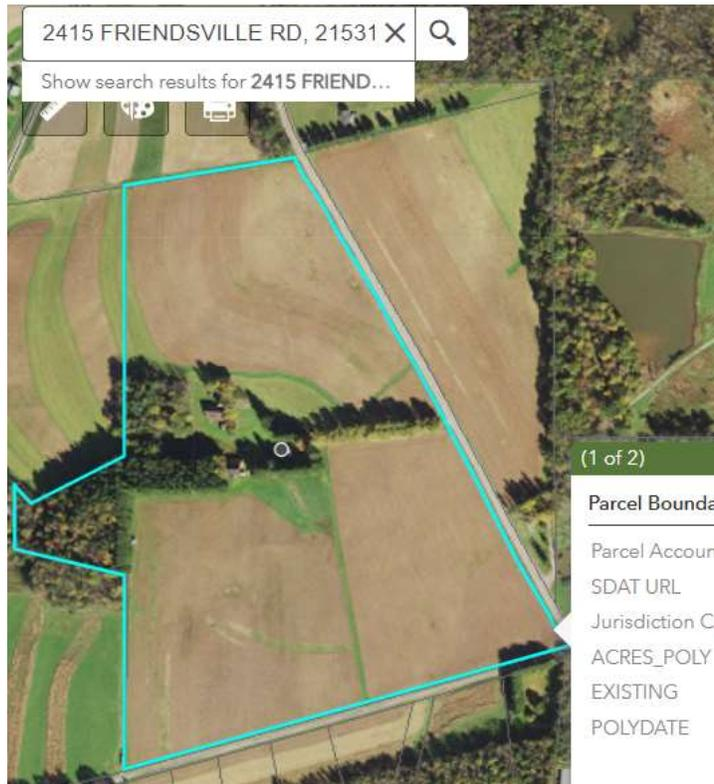 2415 FRIENDSVILLE RD, 21531
Show search results for 2415 FRIEND...
(1 of 2)
Parcel Bounda
Parcel Accoun
SDAT URL
Jurisdiction C
ACRES_POLY
EXISTING
POLYDATE